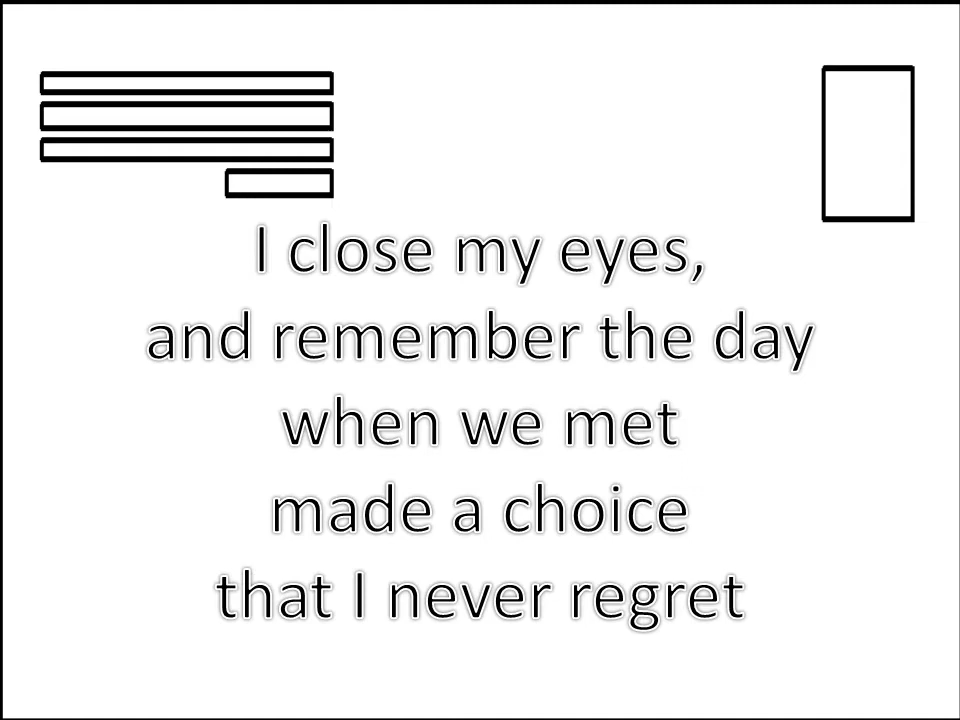 I close my eyes,
and remember the day
when we met
made a choice
that I never regret